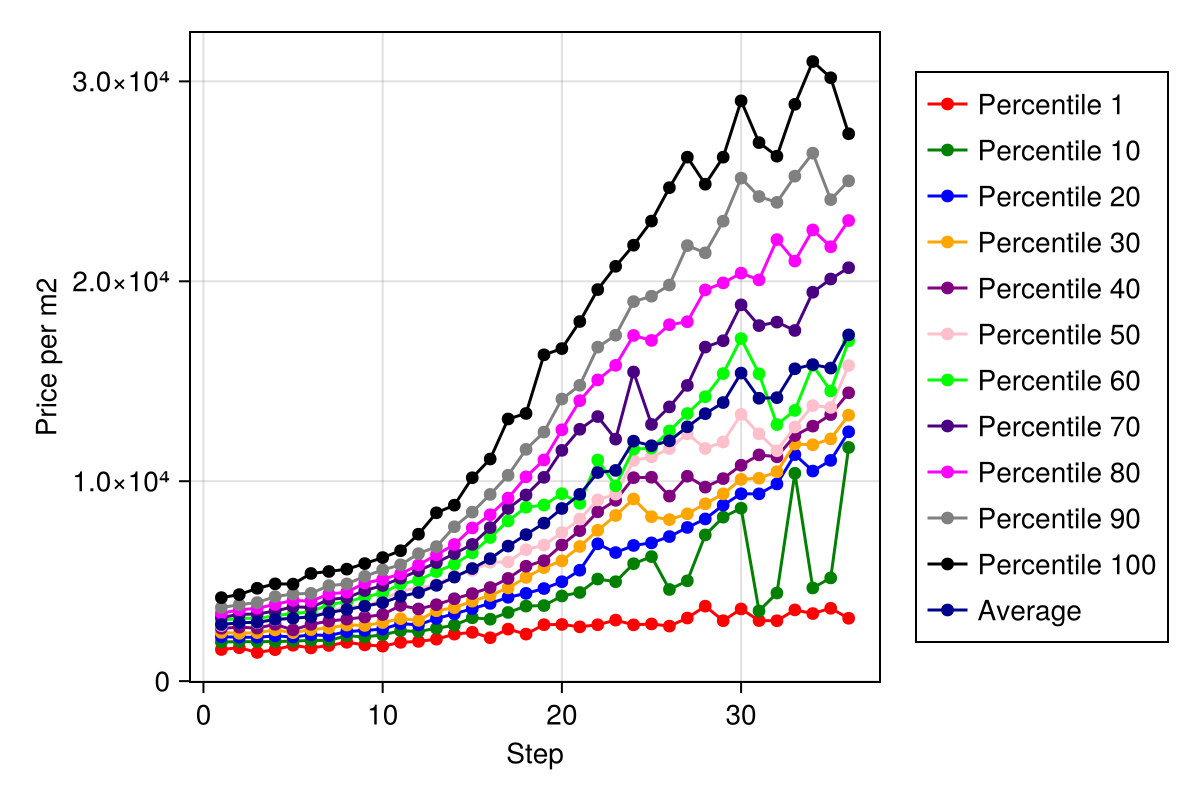 3.0×10⁴
2.0×10⁴
1.0×10⁴
0
Price per m2
0 10 20 30
Step
Percentile 1
Percentile 10
Percentile 20
Percentile 30
Percentile 40
Percentile 50
Percentile 60
Percentile 70
Percentile 80
Percentile 90
Percentile 100
Average